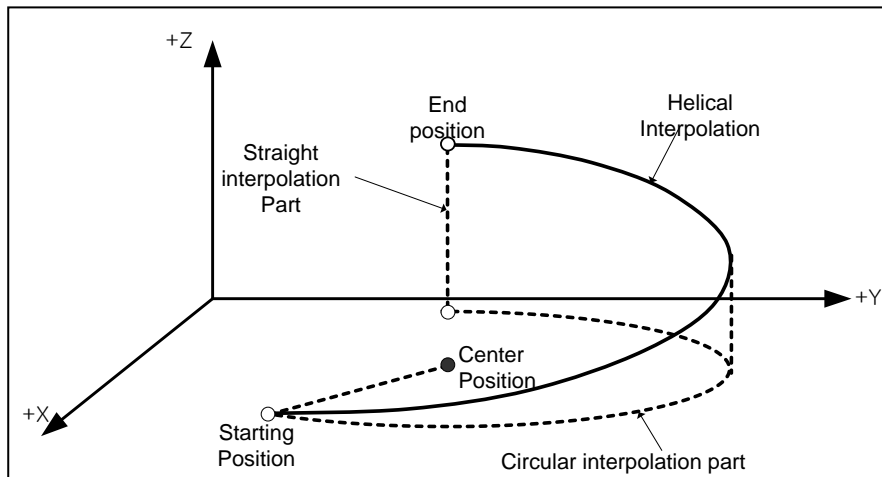 +Z
End
position
Helical
Interpolation
Straight
interpolation
Part
+Y
Center
Position
+X
Starting
Position
Circular interpolation part